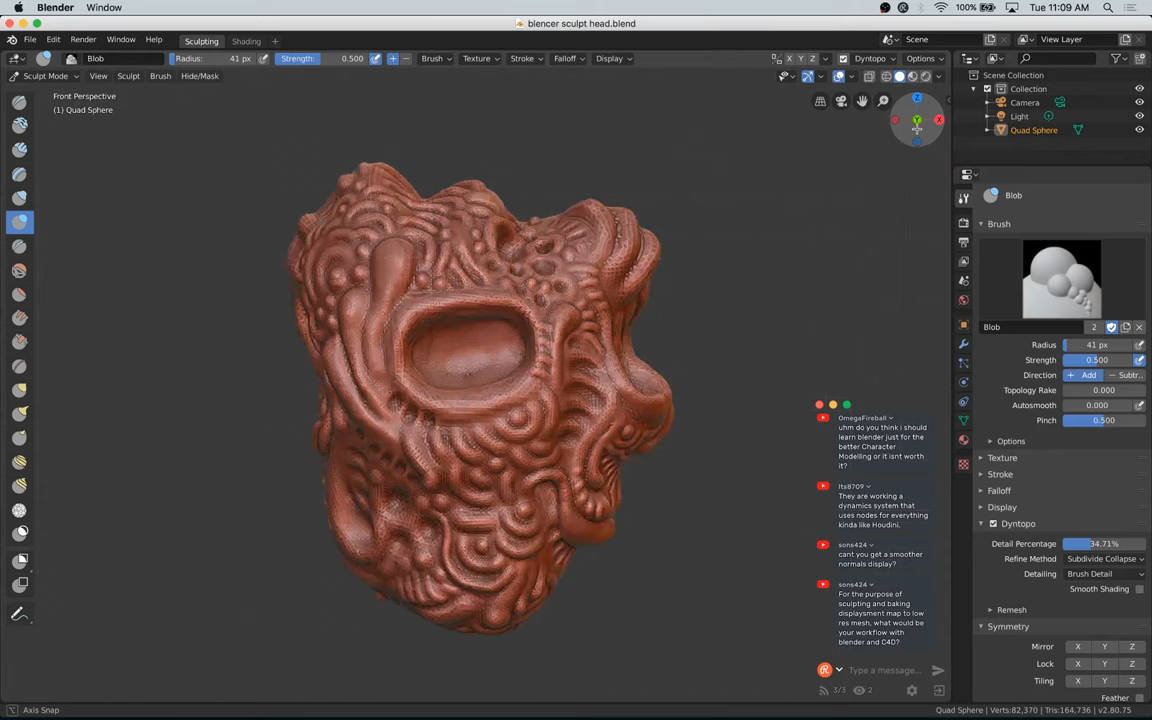 Window
100%
Tue 11:09 AM
blencer sculpt head.blend
File Edit Render Window Help
Sculpting Shading +
Scene
View Layer
Blob
Radius: 41 px
Strength: 0.500
Brush Texture Stroke Falloff Display
X Y Z
Dyntopo Options
Sculpt Mode View Sculpt Brush Hide/Mask
Front Perspective
(1) Quad Sphere
Z
Y
X
Scene Collection
Collection
Camera
Light
Quad Sphere
Blob
Brush
Blob 2
Radius 41 px
Strength 0.500
Direction + Add — Subtr...
Topology Rake 0.000
Autosmooth 0.000
Pinch 0.500
Options
Texture
Stroke
Falloff
Display
Dyntopo
Detail Percentage 34.71%
Refine Method Subdivide Collapse
Detailing Brush Detail
Smooth Shading
Remesh
Symmetry
Mirror X Y Z
Lock X Y Z
Tiling X Y Z
Feather
OmegaFireball
uhm do you think i should
learn blender just for the
better Character
Modelling or it isnt worth
it?
Its8709
They are working a
dynamics system that
uses nodes for everything
kinda like Houdini.
sons424
cant you get a smoother
normals display?
sons424
For the purpose of
sculpting and baking
displaysment map to low
res mesh, what would be
your workflow with
blender and C4D?
Type a message...
3/3 2
Axis Snap
Quad Sphere | Verts:82,370 | Tris:164,736 | v2.80.75